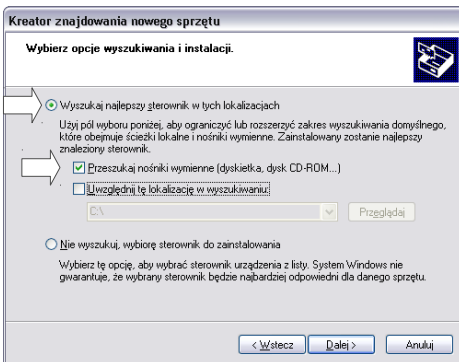 Kreator znajdowania nowego sprzętu
Wybierz opcje wyszukiwania i instalacji.
Wyszukaj najlepszy sterownik w tych lokalizacjach
Użyj pól wyboru poniżej, aby ograniczyć lub rozszerzyć zakres wyszukiwania domyślnego,
które obejmuje ścieżki lokalne i nośniki wymienne. Zainstalowany zostanie najlepszy
znaleziony sterownik.
Przeszukaj nośniki wymienne (dyskietka, dysk CD-ROM...)
Uwzględnij tę lokalizację w wyszukiwaniu:
C:\
Przeglądaj
Nie wyszukuj, wybiorę sterownik do zainstalowania
Wybierz tę opcję, aby wybrać sterownik urządzenia z listy. System Windows nie
gwarantuje, że wybrany sterownik będzie najbardziej odpowiedni dla danego sprzętu.
< Wstecz
Dalej >
Anuluj